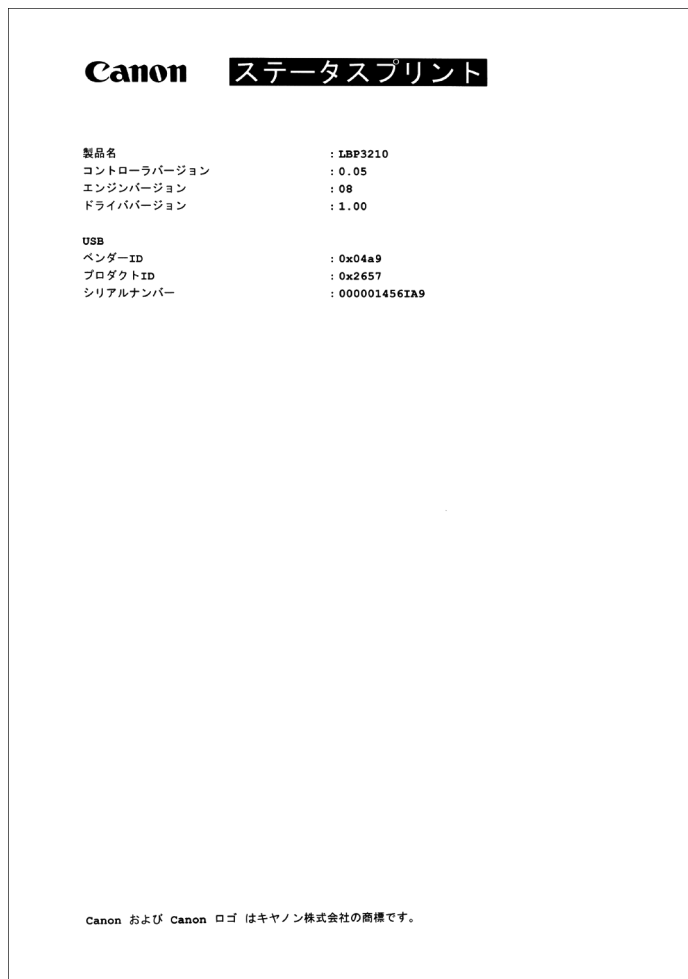 Canon ステータスプリント
製品名 : LBP3210
コントローラバージョン : 0.05
エンジンバージョン : 08
ドライババージョン : 1.00
USB
ベンダーID : 0x04a9
プロダクトID : 0x2657
シリアルナンバー : 000001456IA9
Canon および Canon ロゴ はキヤノン株式会社の商標です。